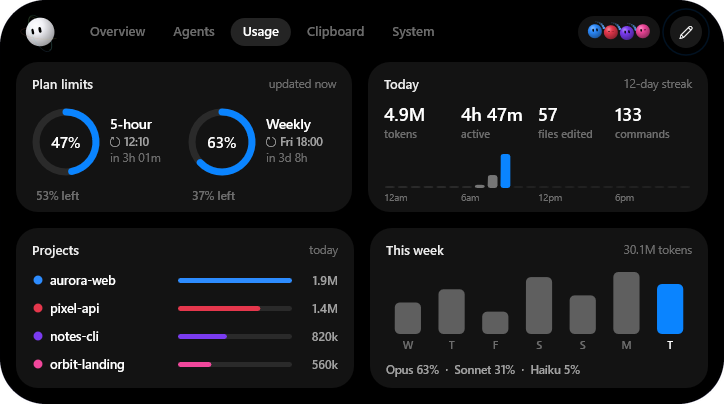 Overview Agents Usage Clipboard System
Plan limits updated now
47%
5-hour
12:10
in 3h 01m
53% left
63%
Weekly
Fri 18:00
in 3d 8h
37% left
Today 12-day streak
4.9M 4h 47m 57 133
tokens active files edited commands
12am 6am 12pm 6pm
Projects today
aurora-web 1.9M
pixel-api 1.4M
notes-cli 820k
orbit-landing 560k
This week 30.1M tokens
W T F S S M T
Opus 63% · Sonnet 31% · Haiku 5%